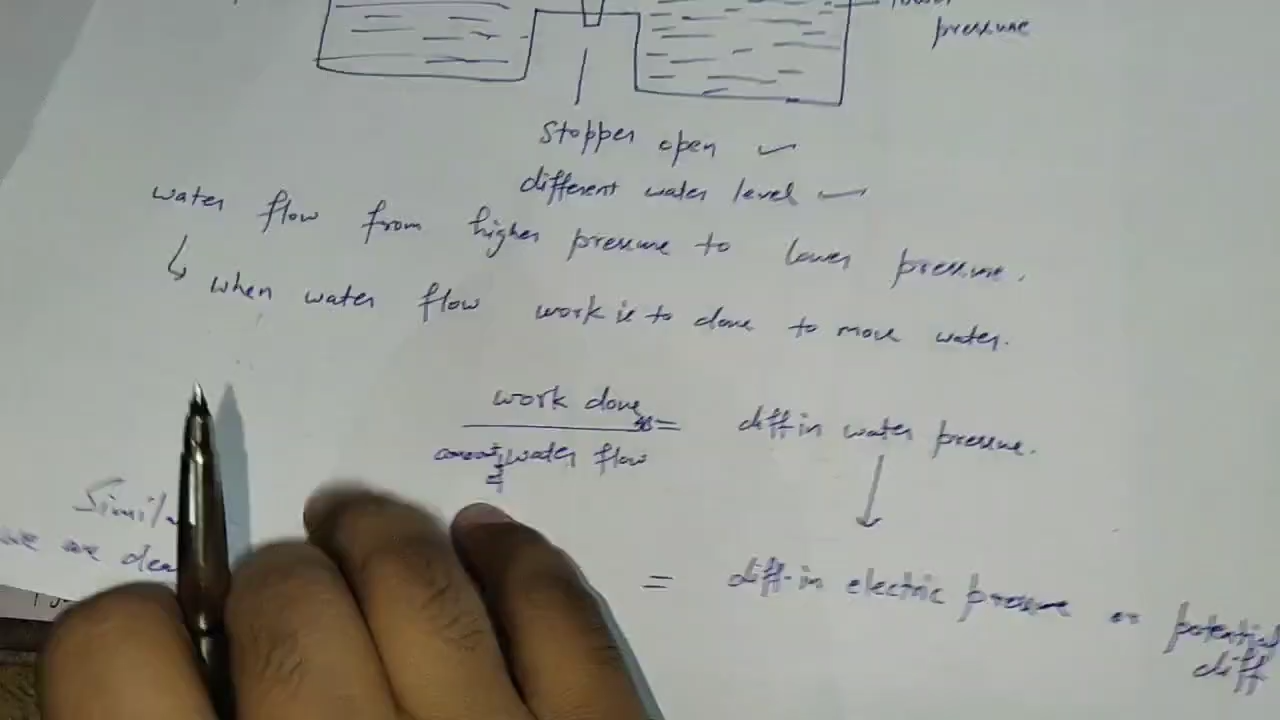 pressure
stopper open
different water level
water flow from higher pressure to lower pressure.
↳ when water flow work is to done to move water.
work done = diff in water pressure.
water flow
we are
= diff. in electric pressure or potential
diff